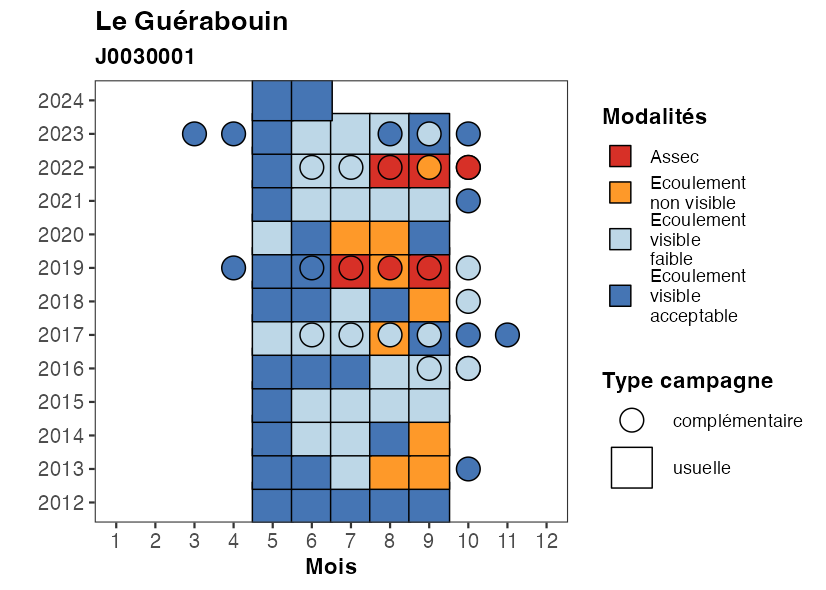 Le Guérabouin
J0030001
2024
2023
2022
2021
2020
2019
2018
2017
2016
2015
2014
2013
2012
1 2 3 4 5 6 7 8 9 10 11 12
Mois
Modalités
Assec
Ecoulement
non visible
Ecoulement
visible
faible
Ecoulement
visible
acceptable
Type campagne
complémentaire
usuelle